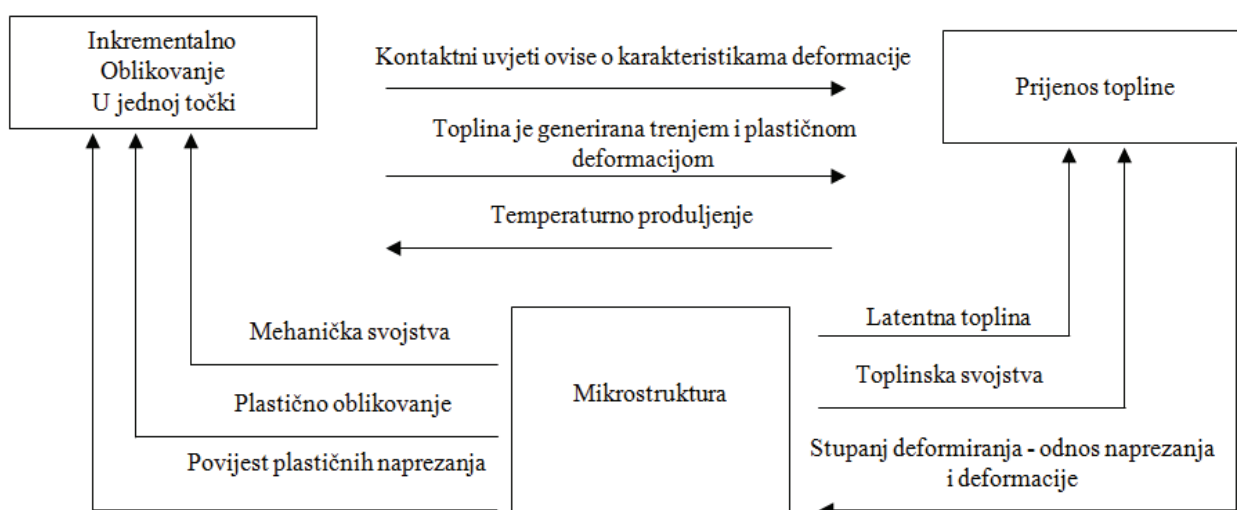 Inkrementalno
Oblikovanje
U jednoj točki
Kontaktni uvjeti ovise o karakteristikama deformacije
Prijenos topline
Toplina je generirana trenjem i plastičnom
deformacijom
Temperaturno produljenje
Mehanička svojstva
Latentna toplina
Mikrostruktura
Toplinska svojstva
Plastično oblikovanje
Povijest plastičnih naprezanja
Stupanj deformiranja - odnos naprezanja
i deformacije